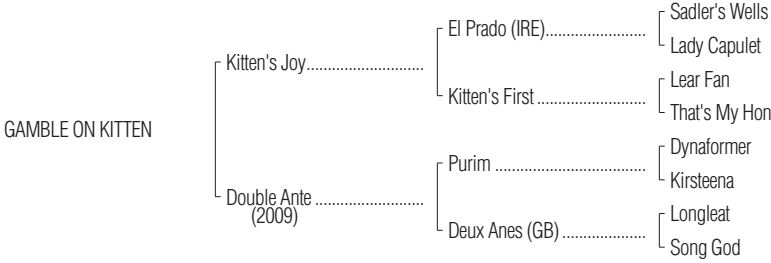 Sadler's Wells
El Prado (IRE)........................
Lady Capulet
Kitten's Joy............................
Lear Fan
Kitten's First ..........................
That's My Hon
GAMBLE ON KITTEN
Dynaformer
Purim ....................................
Kirsteena
Double Ante ..........................
(2009)
Longleat
Deux Anes (GB) ....................
Song God